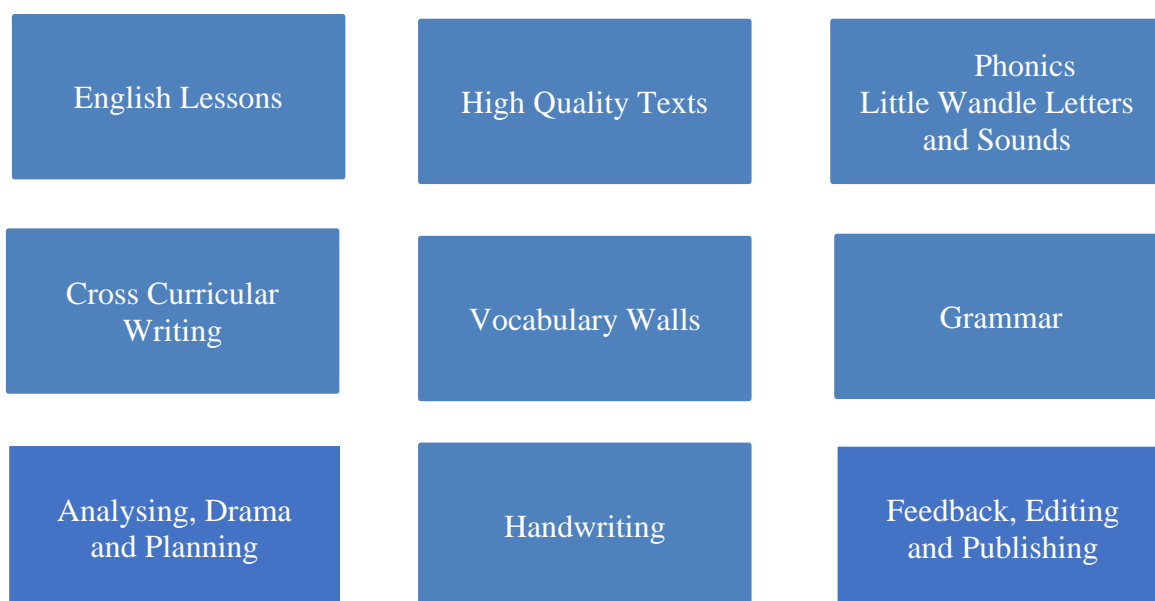 English Lessons
High Quality Texts
Phonics
Little Wandle Letters
and Sounds
Cross Curricular
Writing
Vocabulary Walls
Grammar
Analysing, Drama
and Planning
Handwriting
Feedback, Editing
and Publishing